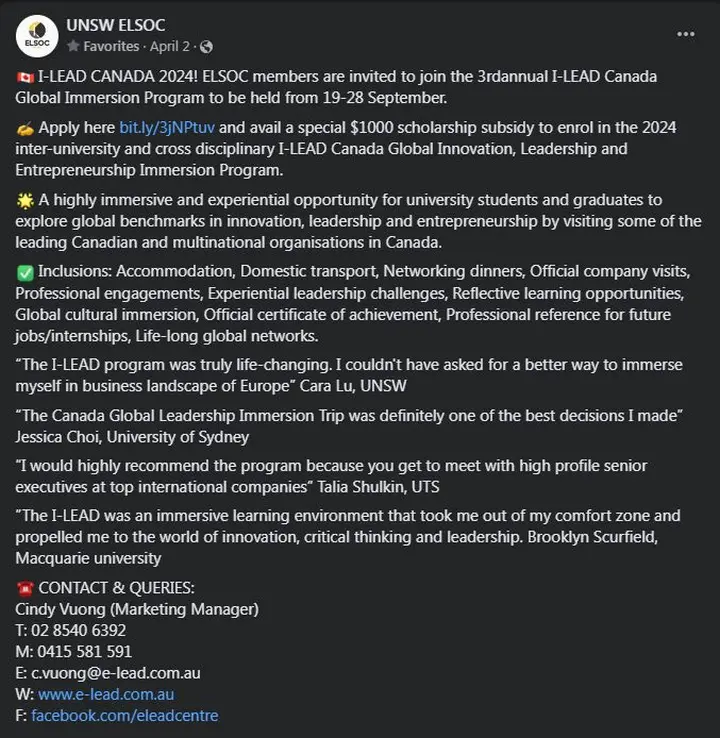 ELSOC
UNSW ELSOC
Favorites · April 2 ·
🇨🇦 I-LEAD CANADA 2024! ELSOC members are invited to join the 3rdannual I-LEAD Canada
Global Immersion Program to be held from 19-28 September.
✍️ Apply here bit.ly/3jNPtuv and avail a special $1000 scholarship subsidy to enrol in the 2024
inter-university and cross disciplinary I-LEAD Canada Global Innovation, Leadership and
Entrepreneurship Immersion Program.
🌟 A highly immersive and experiential opportunity for university students and graduates to
explore global benchmarks in innovation, leadership and entrepreneurship by visiting some of the
leading Canadian and multinational organisations in Canada.
✅ Inclusions: Accommodation, Domestic transport, Networking dinners, Official company visits,
Professional engagements, Experiential leadership challenges, Reflective learning opportunities,
Global cultural immersion, Official certificate of achievement, Professional reference for future
jobs/internships, Life-long global networks.
“The I-LEAD program was truly life-changing. I couldn't have asked for a better way to immerse
myself in business landscape of Europe” Cara Lu, UNSW
“The Canada Global Leadership Immersion Trip was definitely one of the best decisions I made”
Jessica Choi, University of Sydney
“I would highly recommend the program because you get to meet with high profile senior
executives at top international companies” Talia Shulkin, UTS
“The I-LEAD was an immersive learning environment that took me out of my comfort zone and
propelled me to the world of innovation, critical thinking and leadership. Brooklyn Scurfield,
Macquarie university
☎️ CONTACT & QUERIES:
Cindy Vuong (Marketing Manager)
T: 02 8540 6392
M: 0415 581 591
E: c.vuong@e-lead.com.au
W: www.e-lead.com.au
F: facebook.com/eleadcentre